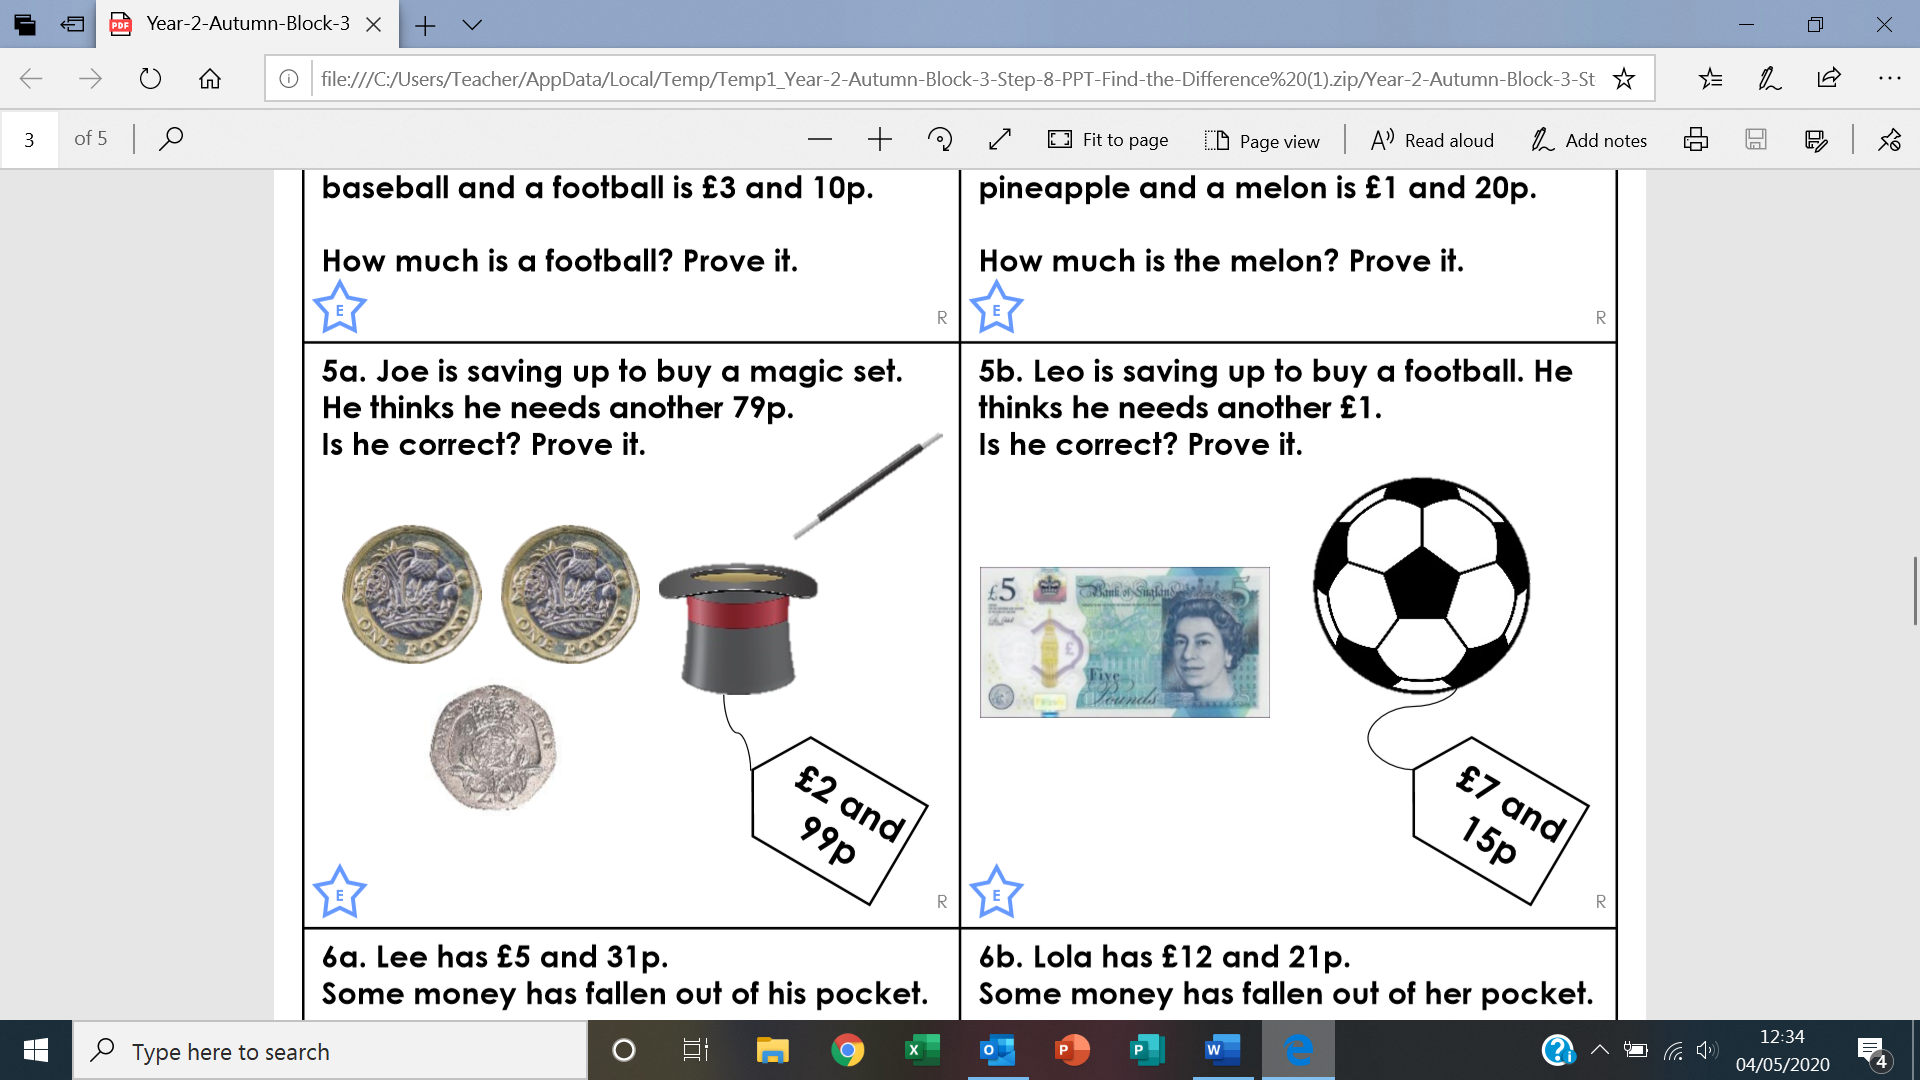 Year-2-Autumn-Block-3
file:///C:/Users/Teacher/AppData/Local/Temp/Temp1_Year-2-Autumn-Block-3-Step-8-PPT-Find-the-Difference%20(1).zip/Year-2-Autumn-Block-3-St
3 of 5
Fit to page
Page view
Read aloud
Add notes
baseball and a football is £3 and 10p.
How much is a football? Prove it.
E
R
pineapple and a melon is £1 and 20p.
How much is the melon? Prove it.
E
R
5a. Joe is saving up to buy a magic set.
He thinks he needs another 79p.
Is he correct? Prove it.
ONE POUND
ONE POUND
20
£2 and
99p
E
R
5b. Leo is saving up to buy a football. He
thinks he needs another £1.
Is he correct? Prove it.
£5
Bank of England
5
Five
Pounds
£7 and
15p
E
R
6a. Lee has £5 and 31p.
Some money has fallen out of his pocket.
6b. Lola has £12 and 21p.
Some money has fallen out of her pocket.
Type here to search
12:34
04/05/2020
4